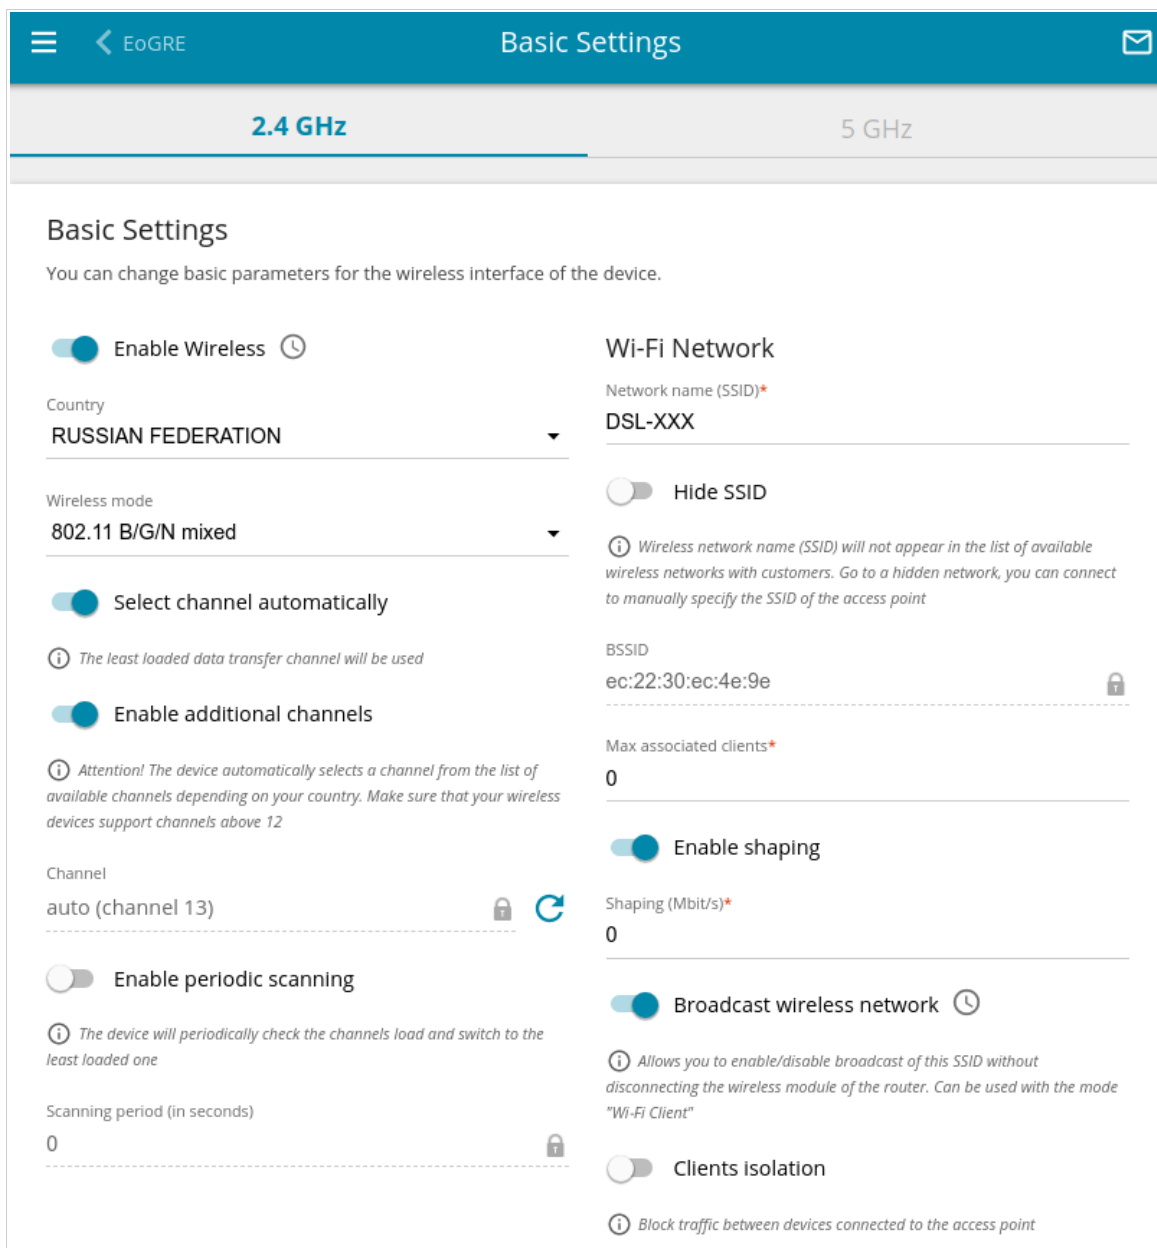 EoGRE
Basic Settings
2.4 GHz
5 GHz
Basic Settings
You can change basic parameters for the wireless interface of the device.
Enable Wireless
Country
RUSSIAN FEDERATION
Wireless mode
802.11 B/G/N mixed
Select channel automatically
The least loaded data transfer channel will be used
Enable additional channels
Attention! The device automatically selects a channel from the list of
available channels depending on your country. Make sure that your wireless
devices support channels above 12
Channel
auto (channel 13)
Enable periodic scanning
The device will periodically check the channels load and switch to the
least loaded one
Scanning period (in seconds)
0
Wi-Fi Network
Network name (SSID)*
DSL-XXX
Hide SSID
Wireless network name (SSID) will not appear in the list of available
wireless networks with customers. Go to a hidden network, you can connect
to manually specify the SSID of the access point
BSSID
ec:22:30:ec:4e:9e
Max associated clients*
0
Enable shaping
Shaping (Mbit/s)*
0
Broadcast wireless network
Allows you to enable/disable broadcast of this SSID without
disconnecting the wireless module of the router. Can be used with the mode
"Wi-Fi Client"
Clients isolation
Block traffic between devices connected to the access point